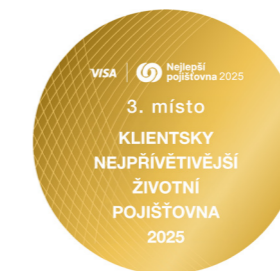 VISA
Nejlepší
pojišťovna 2025
3. místo
KLIENTSKY
NEJPŘÍVĚTIVĚJŠÍ
ŽIVOTNÍ
POJIŠŤOVNA
2025